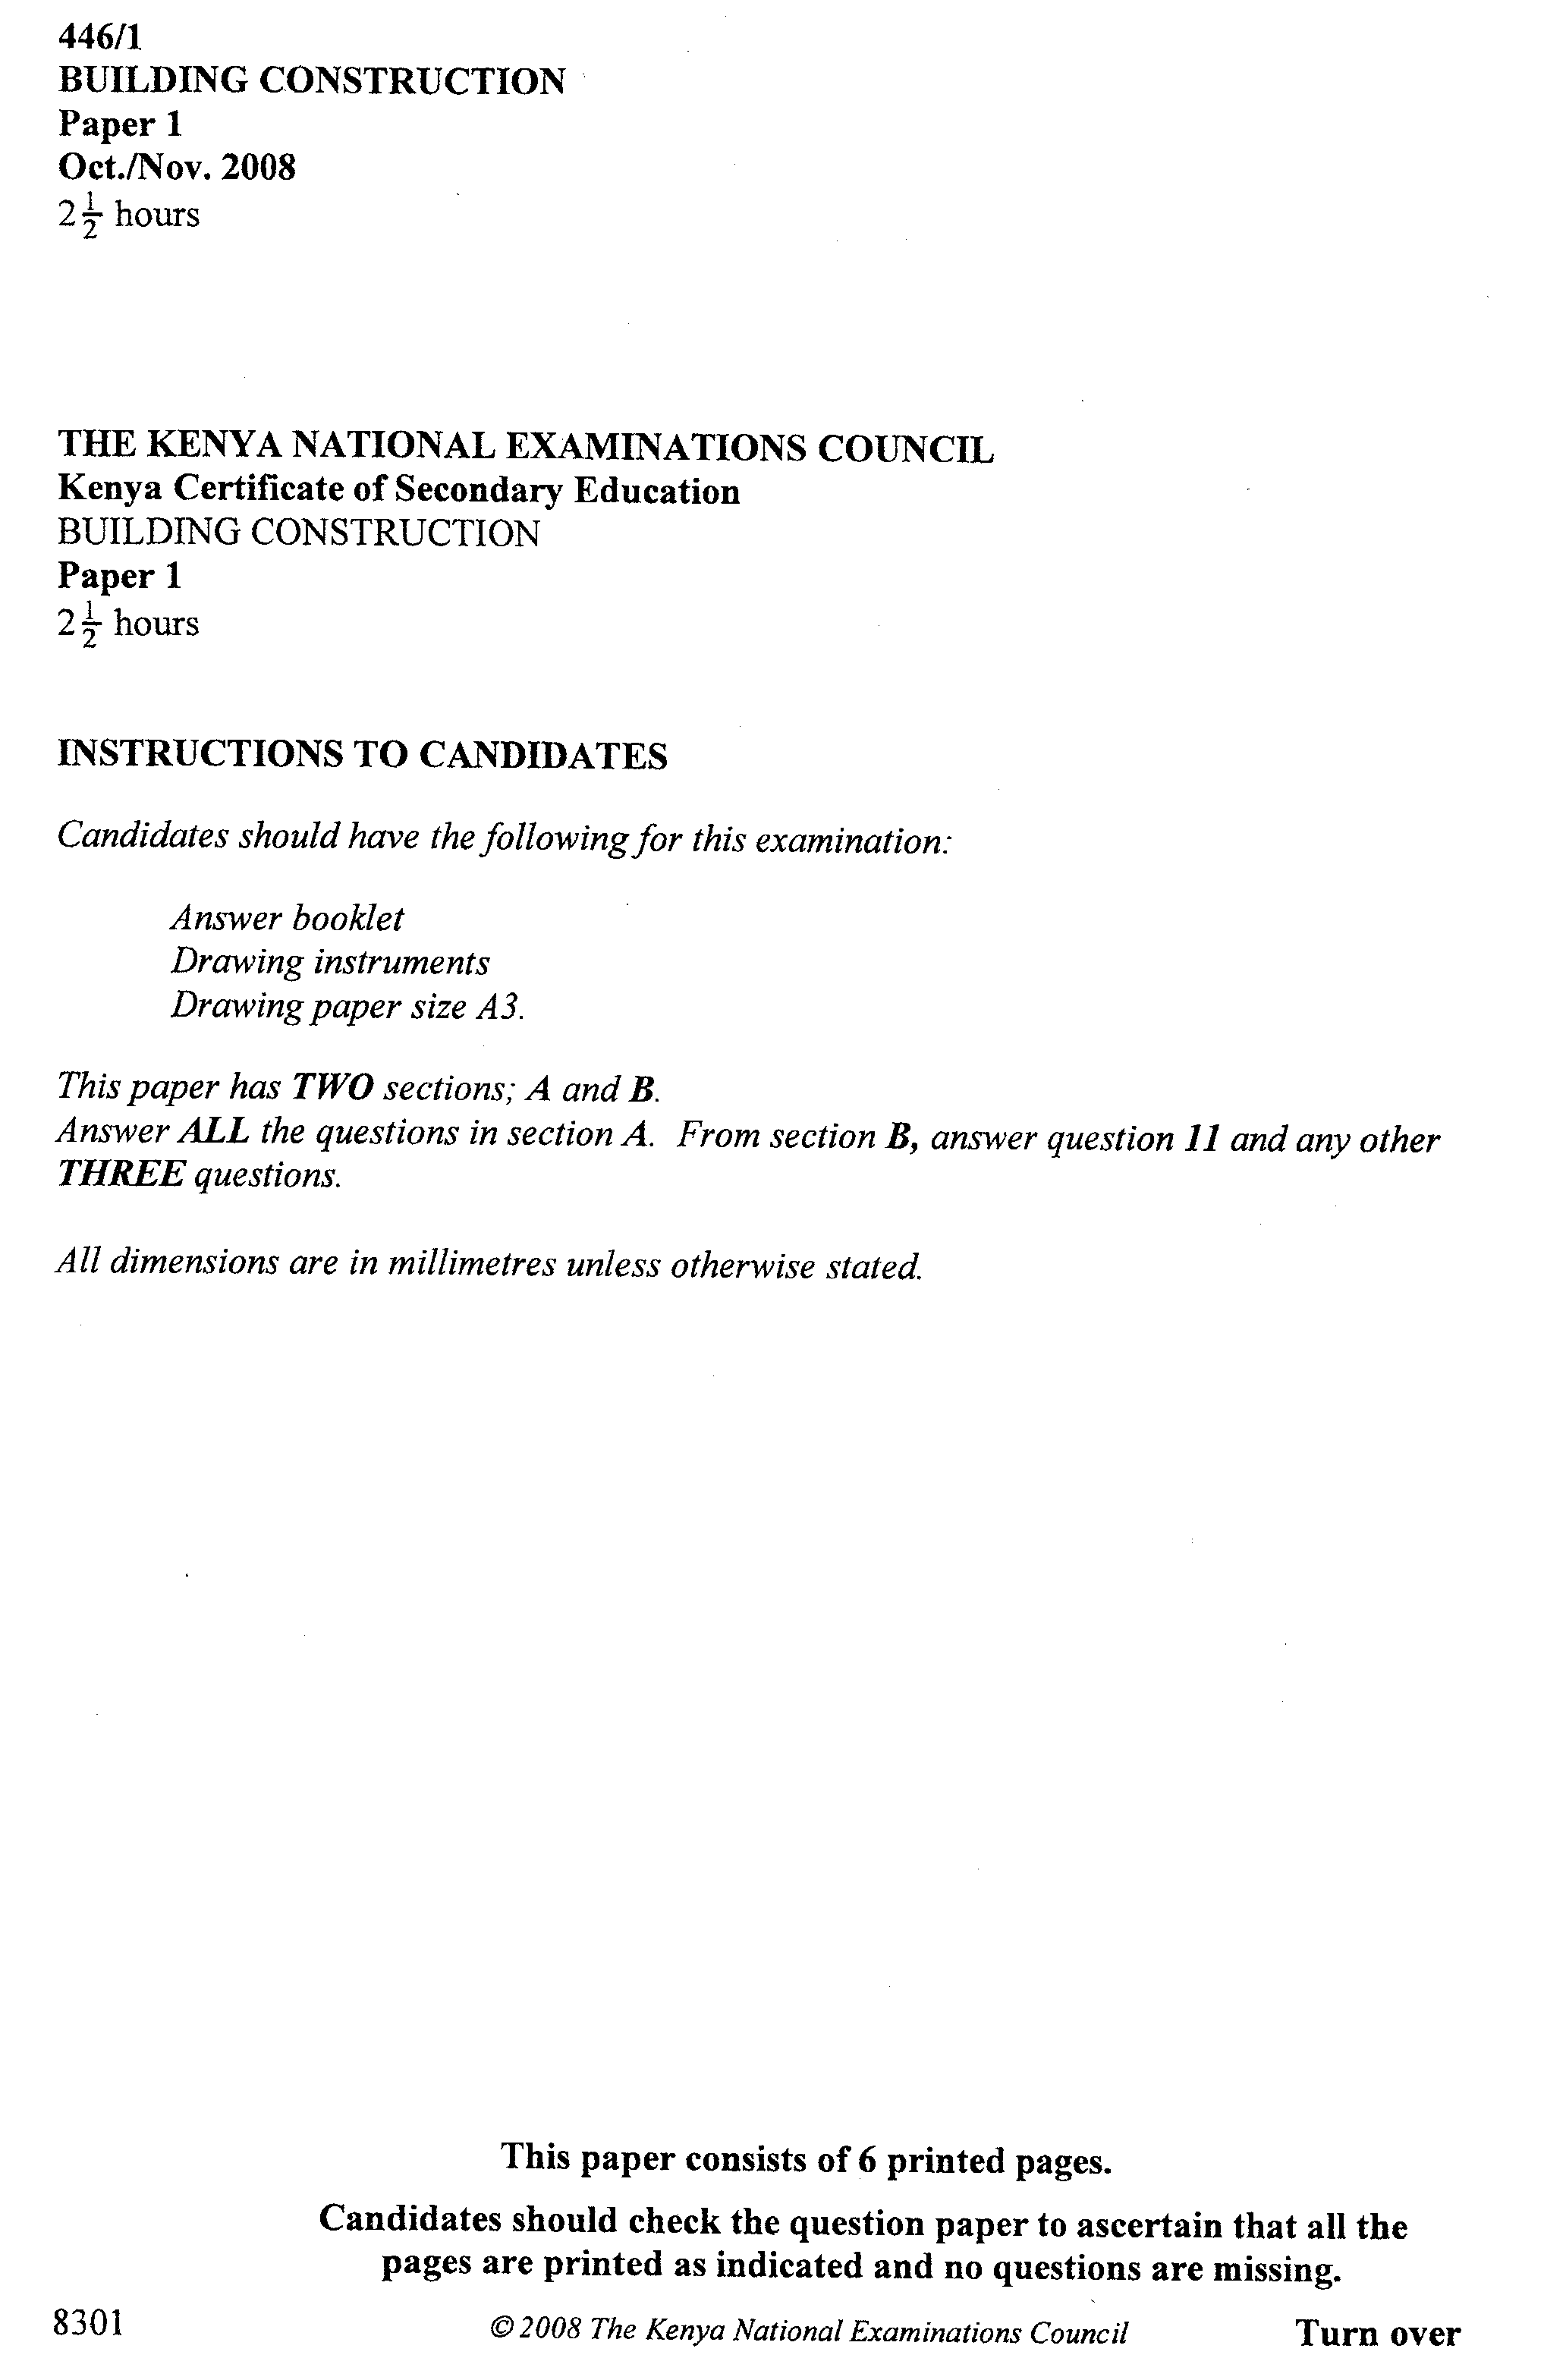 446/1
BUILDING CONSTRUCTION
Paper 1
Oct./Nov. 2008
2½ hours
THE KENYA NATIONAL EXAMINATIONS COUNCIL
Kenya Certificate of Secondary Education
BUILDING CONSTRUCTION
Paper 1
2½ hours
INSTRUCTIONS TO CANDIDATES
Candidates should have the following for this examination:
Answer booklet
Drawing instruments
Drawing paper size A3.
This paper has TWO sections; A and B.
Answer ALL the questions in section A. From section B, answer question 11 and any other
THREE questions.
All dimensions are in millimetres unless otherwise stated.
This paper consists of 6 printed pages.
Candidates should check the question paper to ascertain that all the
pages are printed as indicated and no questions are missing.
8301
© 2008 The Kenya National Examinations Council
Turn over